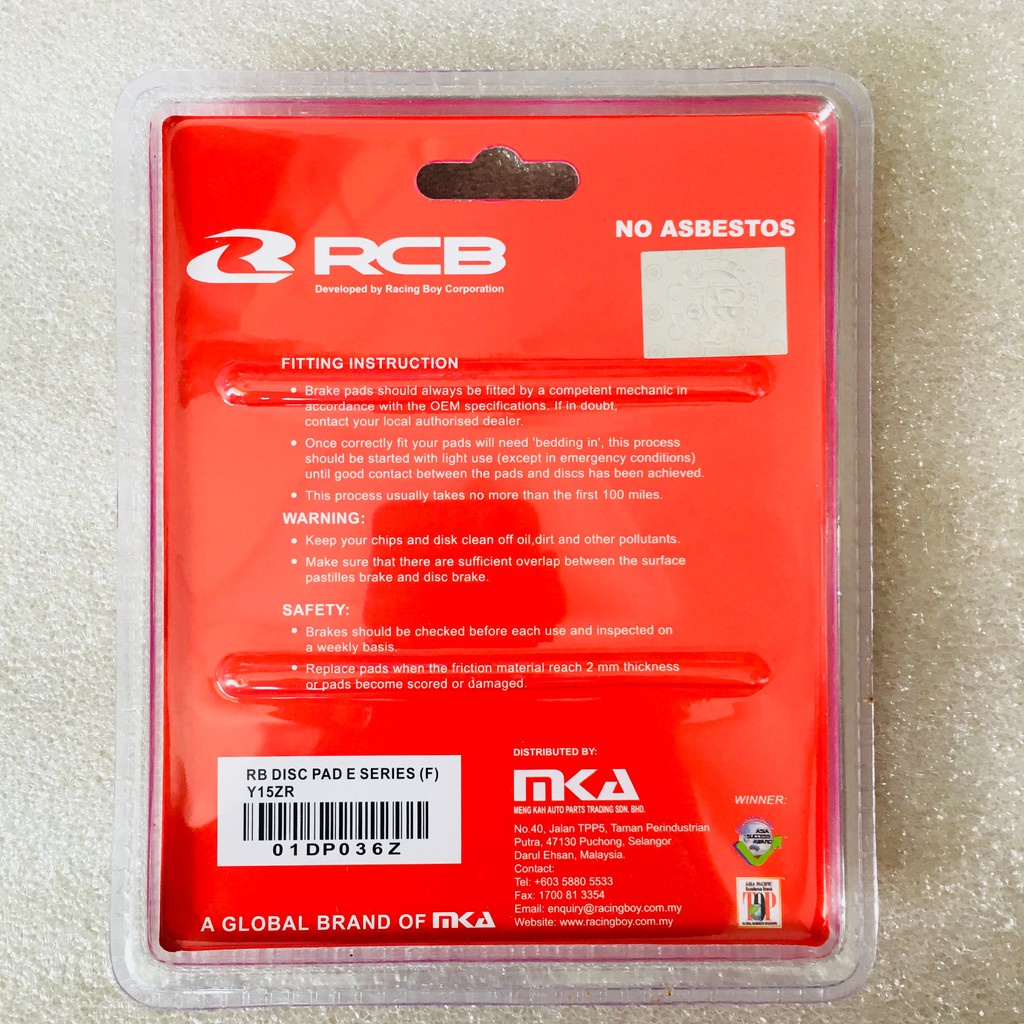 NO ASBESTOS
RCB
Developed by Racing Boy Corporation
FITTING INSTRUCTION
• Brake pads should always be fitted by a competent mechanic in
accordance with the OEM specifications. If in doubt,
contact your local authorised dealer.
• Once correctly fit your pads will need 'bedding in', this process
should be started with light use (except in emergency conditions)
until good contact between the pads and discs has been achieved.
• This process usually takes no more than the first 100 miles.
WARNING:
• Keep your chips and disk clean off oil,dirt and other pollutants.
• Make sure that there are sufficient overlap between the surface
pastilles brake and disc brake.
SAFETY:
• Brakes should be checked before each use and inspected on
a weekly basis.
• Replace pads when the friction material reach 2 mm thickness
or pads become scored or damaged.
RB DISC PAD E SERIES (F)
Y15ZR
01DP036Z
A GLOBAL BRAND OF MKA
DISTRIBUTED BY:
MKA
MENG KAH AUTO PARTS TRADING SDN. BHD.
No.40, Jalan TPP5, Taman Perindustrian
Putra, 47130 Puchong, Selangor
Darul Ehsan, Malaysia.
Contact:
Tel: +603 5880 5533
Fax: 1700 81 3354
Email: enquiry@racingboy.com.my
Website: www.racingboy.com.my
WINNER:
ASIA
SUCCESS
AWARD
ASIA PACIFIC
TOP